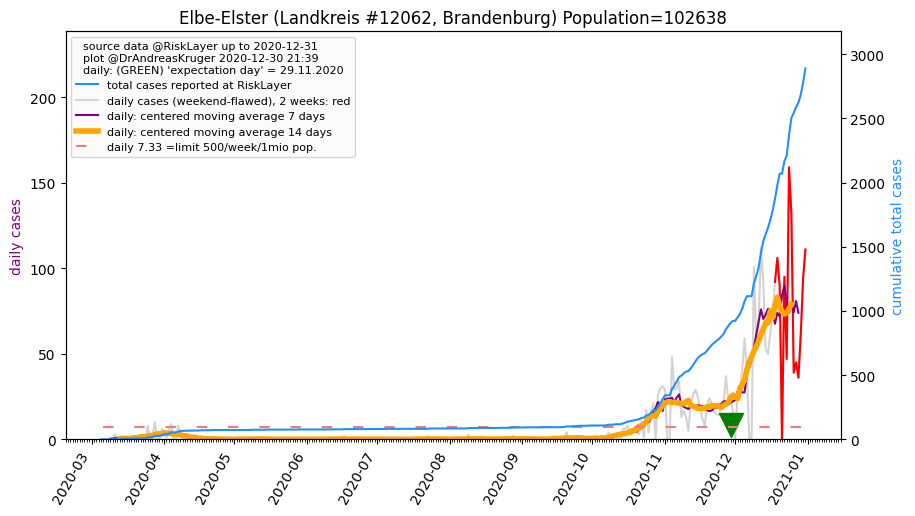 Elbe-Elster (Landkreis #12062, Brandenburg) Population=102638
source data @RiskLayer up to 2020-12-31
plot @DrAndreasKruger 2020-12-30 21:39
daily: (GREEN) 'expectation day' = 29.11.2020
total cases reported at RiskLayer
daily cases (weekend-flawed), 2 weeks: red
daily: centered moving average 7 days
daily: centered moving average 14 days
daily 7.33 =limit 500/week/1mio pop.
daily cases
200
150
100
50
0
cumulative total cases
3000
2500
2000
1500
1000
500
0
2020-03
2020-04
2020-05
2020-06
2020-07
2020-08
2020-09
2020-10
2020-11
2020-12
2021-01